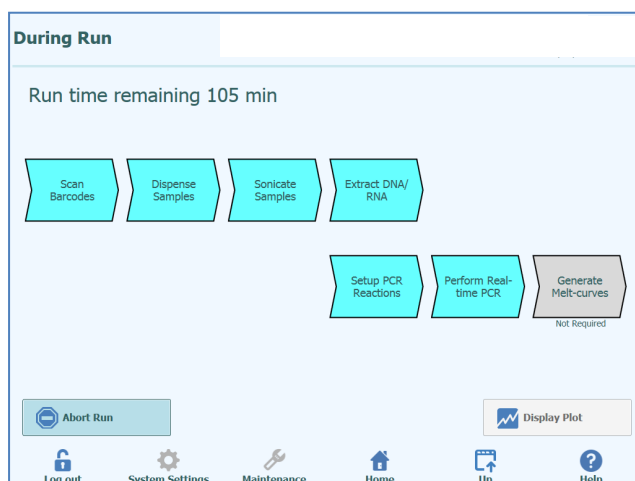 During Run
Run time remaining 105 min
Scan
Barcodes
Dispense
Samples
Sonicate
Samples
Extract DNA/
RNA
Setup PCR
Reactions
Perform Real-
time PCR
Generate
Melt-curves
Not Required
Abort Run
Display Plot
Log out
System Settings
Maintenance
Home
Up
Help